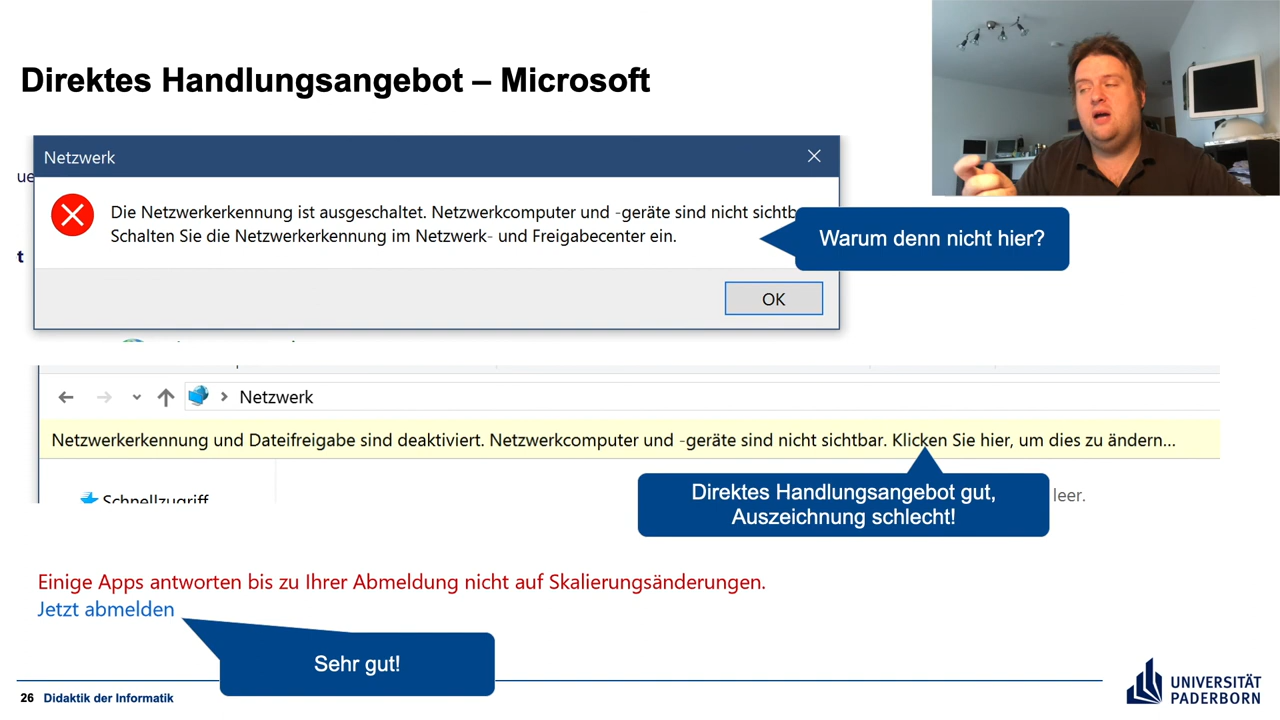 Direktes Handlungsangebot – Microsoft
Netzwerk
ue
Die Netzwerkerkennung ist ausgeschaltet. Netzwerkcomputer und -geräte sind nicht sichtb
Schalten Sie die Netzwerkerkennung im Netzwerk- und Freigabecenter ein.
Warum denn nicht hier?
t
OK
Netzwerk
Netzwerkerkennung und Dateifreigabe sind deaktiviert. Netzwerkcomputer und -geräte sind nicht sichtbar. Klicken Sie hier, um dies zu ändern...
Schnellzugriff
leer.
Direktes Handlungsangebot gut,
Auszeichnung schlecht!
Einige Apps antworten bis zu Ihrer Abmeldung nicht auf Skalierungsänderungen.
Jetzt abmelden
Sehr gut!
26 Didaktik der Informatik
UNIVERSITÄT
PADERBORN